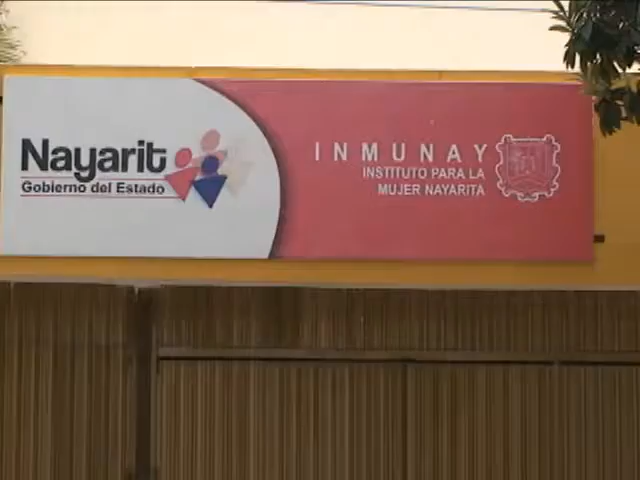 Nayarit
Gobierno del Estado
INMUNAY
INSTITUTO PARA LA
MUJER NAYARITA